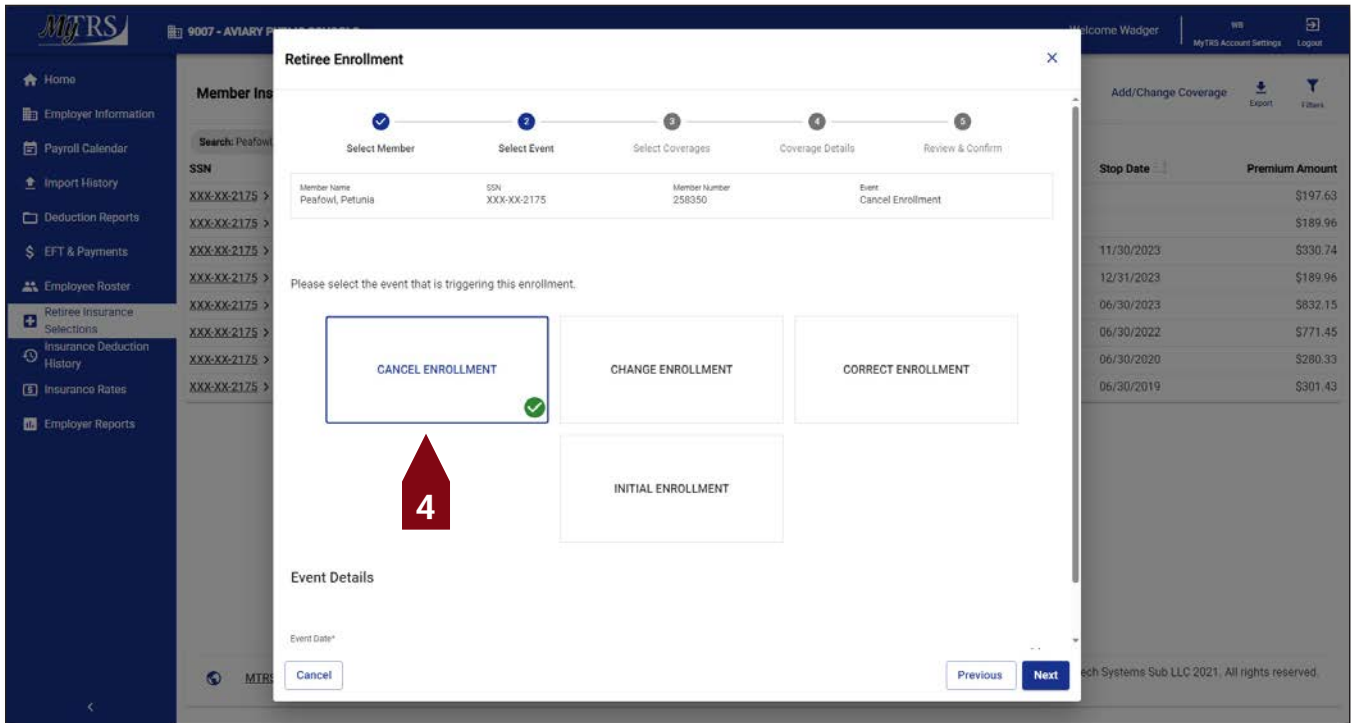 MyTRS
9007 - AVIARY P
Welcome Wadger
WB
MyTRS Account Settings
Logout
Home
Employer Information
Payroll Calendar
Import History
Deduction Reports
EFT & Payments
Employee Roster
Retiree Insurance
Selections
Insurance Deduction
History
Insurance Rates
Employer Reports
Member Ins
Add/Change Coverage
Export
Filters
Search: Peafowl
SSN
Stop Date
Premium Amount
XXX-XX-2175 >
$197.63
XXX-XX-2175 >
$189.96
XXX-XX-2175 >
11/30/2023
$330.74
XXX-XX-2175 >
12/31/2023
$189.96
XXX-XX-2175 >
06/30/2023
$832.15
XXX-XX-2175 >
06/30/2022
$771.45
XXX-XX-2175 >
06/30/2020
$280.33
XXX-XX-2175 >
06/30/2019
$301.43
Retiree Enrollment
Select Member
2
Select Event
3
Select Coverages
4
Coverage Details
5
Review & Confirm
Member Name
Peafowl, Petunia
SSN
XXX-XX-2175
Member Number
258350
Event
Cancel Enrollment
Please select the event that is triggering this enrollment.
CANCEL ENROLLMENT
CHANGE ENROLLMENT
CORRECT ENROLLMENT
4
INITIAL ENROLLMENT
Event Details
Event Date*
Cancel
Previous
Next
MTRS
ech Systems Sub LLC 2021. All rights reserved.